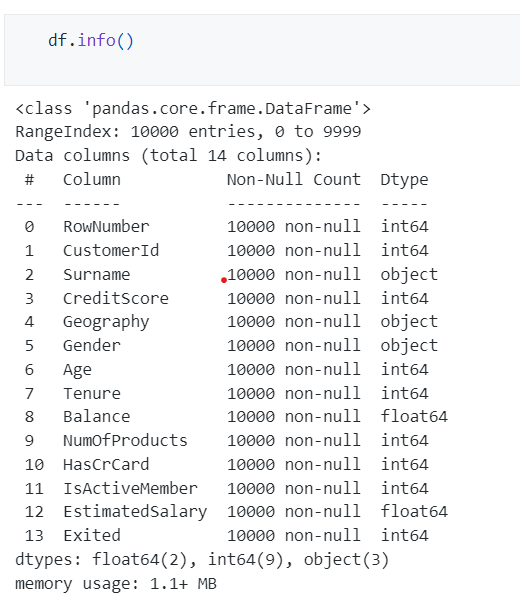 df.info()
<class 'pandas.core.frame.DataFrame'>
RangeIndex: 10000 entries, 0 to 9999
Data columns (total 14 columns):
 #   Column           Non-Null Count  Dtype
---  ------           --------------  -----
 0   RowNumber        10000 non-null  int64
 1   CustomerId       10000 non-null  int64
 2   Surname          10000 non-null  object
 3   CreditScore      10000 non-null  int64
 4   Geography        10000 non-null  object
 5   Gender           10000 non-null  object
 6   Age              10000 non-null  int64
 7   Tenure           10000 non-null  int64
 8   Balance          10000 non-null  float64
 9   NumOfProducts    10000 non-null  int64
 10  HasCrCard        10000 non-null  int64
 11  IsActiveMember   10000 non-null  int64
 12  EstimatedSalary  10000 non-null  float64
 13  Exited           10000 non-null  int64
dtypes: float64(2), int64(9), object(3)
memory usage: 1.1+ MB